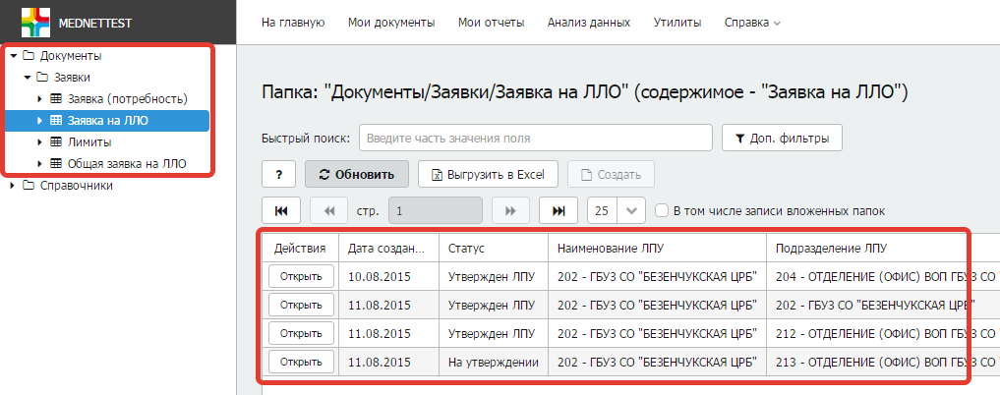 MEDNETTEST
На главную Мои документы Мои отчеты Анализ данных Утилиты Справка
Документы
Заявки
Заявка (потребность)
Заявка на ЛЛО
Лимиты
Общая заявка на ЛЛО
Справочники
Папка: "Документы/Заявки/Заявка на ЛЛО" (содержимое - "Заявка на ЛЛО")
Быстрый поиск: Введите часть значения поля Доп. фильтры
? Обновить Выгрузить в Excel Создать
стр. 1 25 В том числе записи вложенных папок
Действия Дата создан... Статус Наименование ЛПУ Подразделение ЛПУ
Открыть 10.08.2015 Утвержден ЛПУ 202 - ГБУЗ СО "БЕЗЕНЧУКСКАЯ ЦРБ" 204 - ОТДЕЛЕНИЕ (ОФИС) ВОП ГБУЗ СО "
Открыть 11.08.2015 Утвержден ЛПУ 202 - ГБУЗ СО "БЕЗЕНЧУКСКАЯ ЦРБ" 202 - ГБУЗ СО "БЕЗЕНЧУКСКАЯ ЦРБ"
Открыть 11.08.2015 Утвержден ЛПУ 202 - ГБУЗ СО "БЕЗЕНЧУКСКАЯ ЦРБ" 212 - ОТДЕЛЕНИЕ (ОФИС) ВОП ГБУЗ СО "
Открыть 11.08.2015 На утверждении 202 - ГБУЗ СО "БЕЗЕНЧУКСКАЯ ЦРБ" 213 - ОТДЕЛЕНИЕ (ОФИС) ВОП ГБУЗ СО "